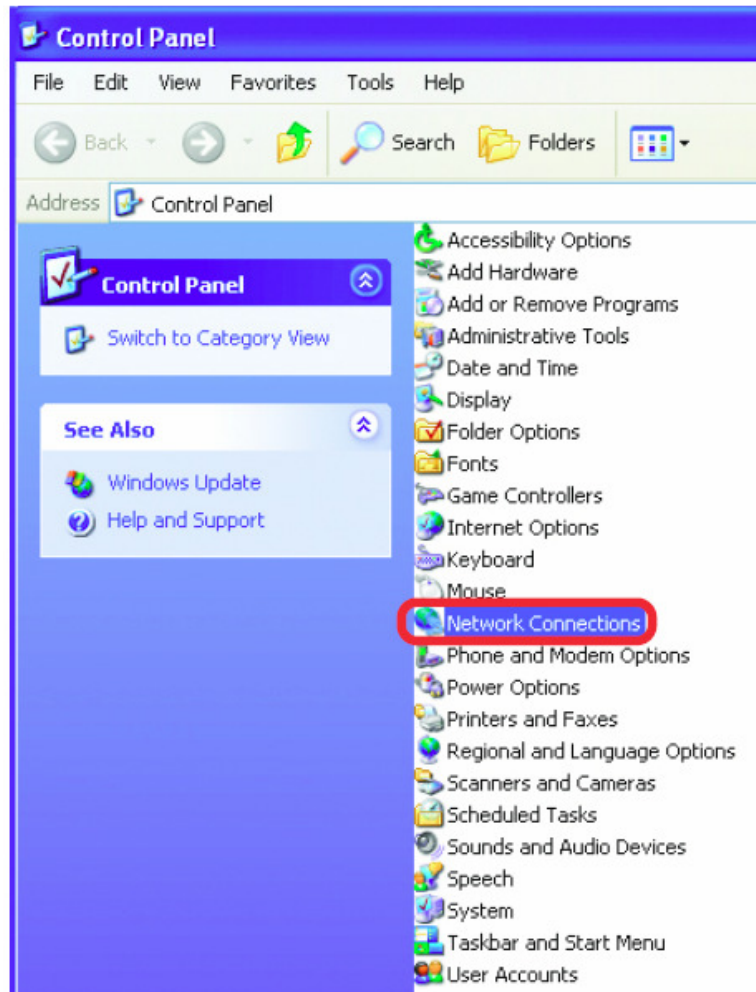 Control Panel
File Edit View Favorites Tools Help
Back Search Folders
Address Control Panel
Control Panel
Switch to Category View
See Also
Windows Update
Help and Support
Accessibility Options
Add Hardware
Add or Remove Programs
Administrative Tools
Date and Time
Display
Folder Options
Fonts
Game Controllers
Internet Options
Keyboard
Mouse
Network Connections
Phone and Modem Options
Power Options
Printers and Faxes
Regional and Language Options
Scanners and Cameras
Scheduled Tasks
Sounds and Audio Devices
Speech
System
Taskbar and Start Menu
User Accounts